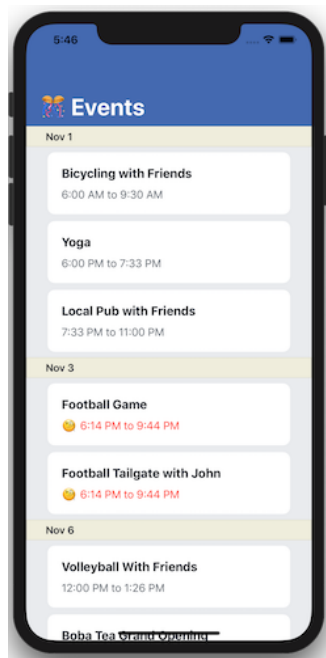 5:46
🎊 Events
Nov 1
Bicycling with Friends
6:00 AM to 9:30 AM
Yoga
6:00 PM to 7:33 PM
Local Pub with Friends
7:33 PM to 11:00 PM
Nov 3
Football Game
🧐 6:14 PM to 9:44 PM
Football Tailgate with John
🧐 6:14 PM to 9:44 PM
Nov 6
Volleyball With Friends
12:00 PM to 1:26 PM
Boba Tea Grand Opening